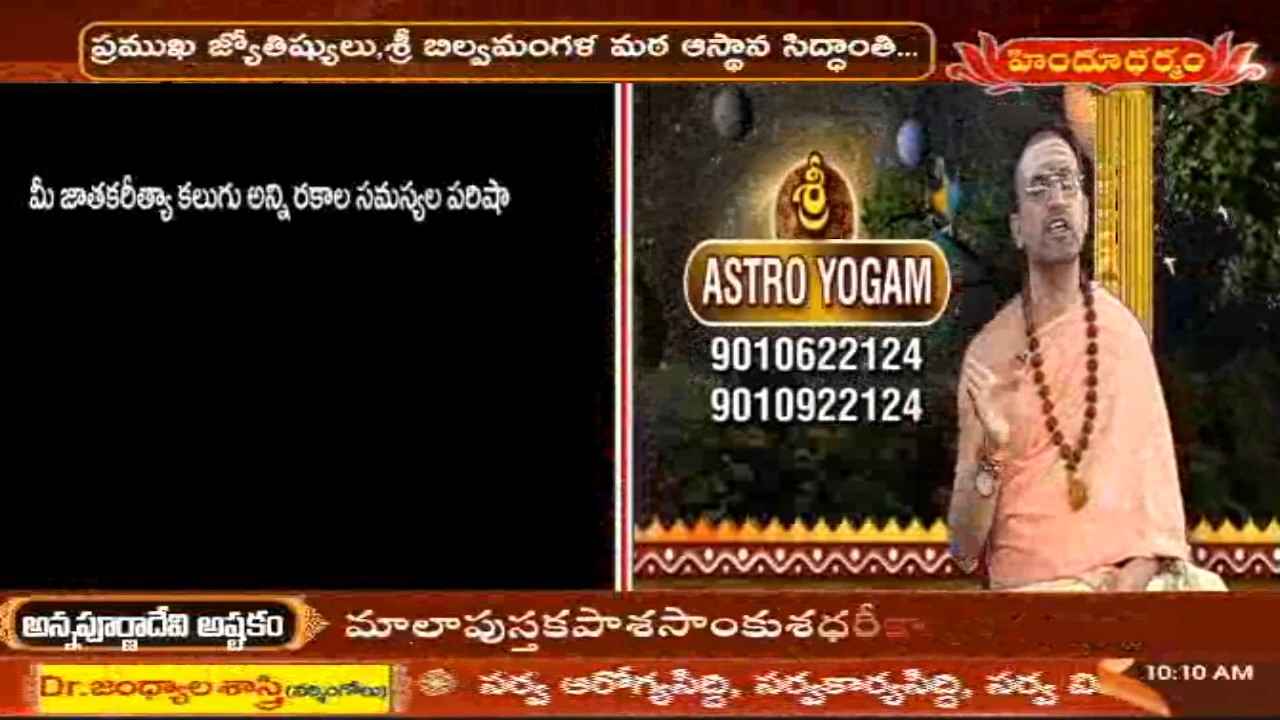 ప్రముఖ జ్యోతిష్యులు,శ్రీ బిల్వమంగళ మఠ ఆస్థాన సిద్ధాంతి...
హిందూధర్మం
మీ జాతకరీత్యా కలుగు అన్ని రకాల సమస్యల పరిషా
శ్రీ
ASTRO YOGAM
9010622124
9010922124
అన్నపూర్ణాదేవి అష్టకం
మాలాపుస్తకపాశసాంకుశధరీకా
Dr.జంధ్యాల శాస్త్రి
సర్వ ఆరోగ్యసిద్ధి, సర్వకార్యసిద్ధి, సర్వ
10:10 AM